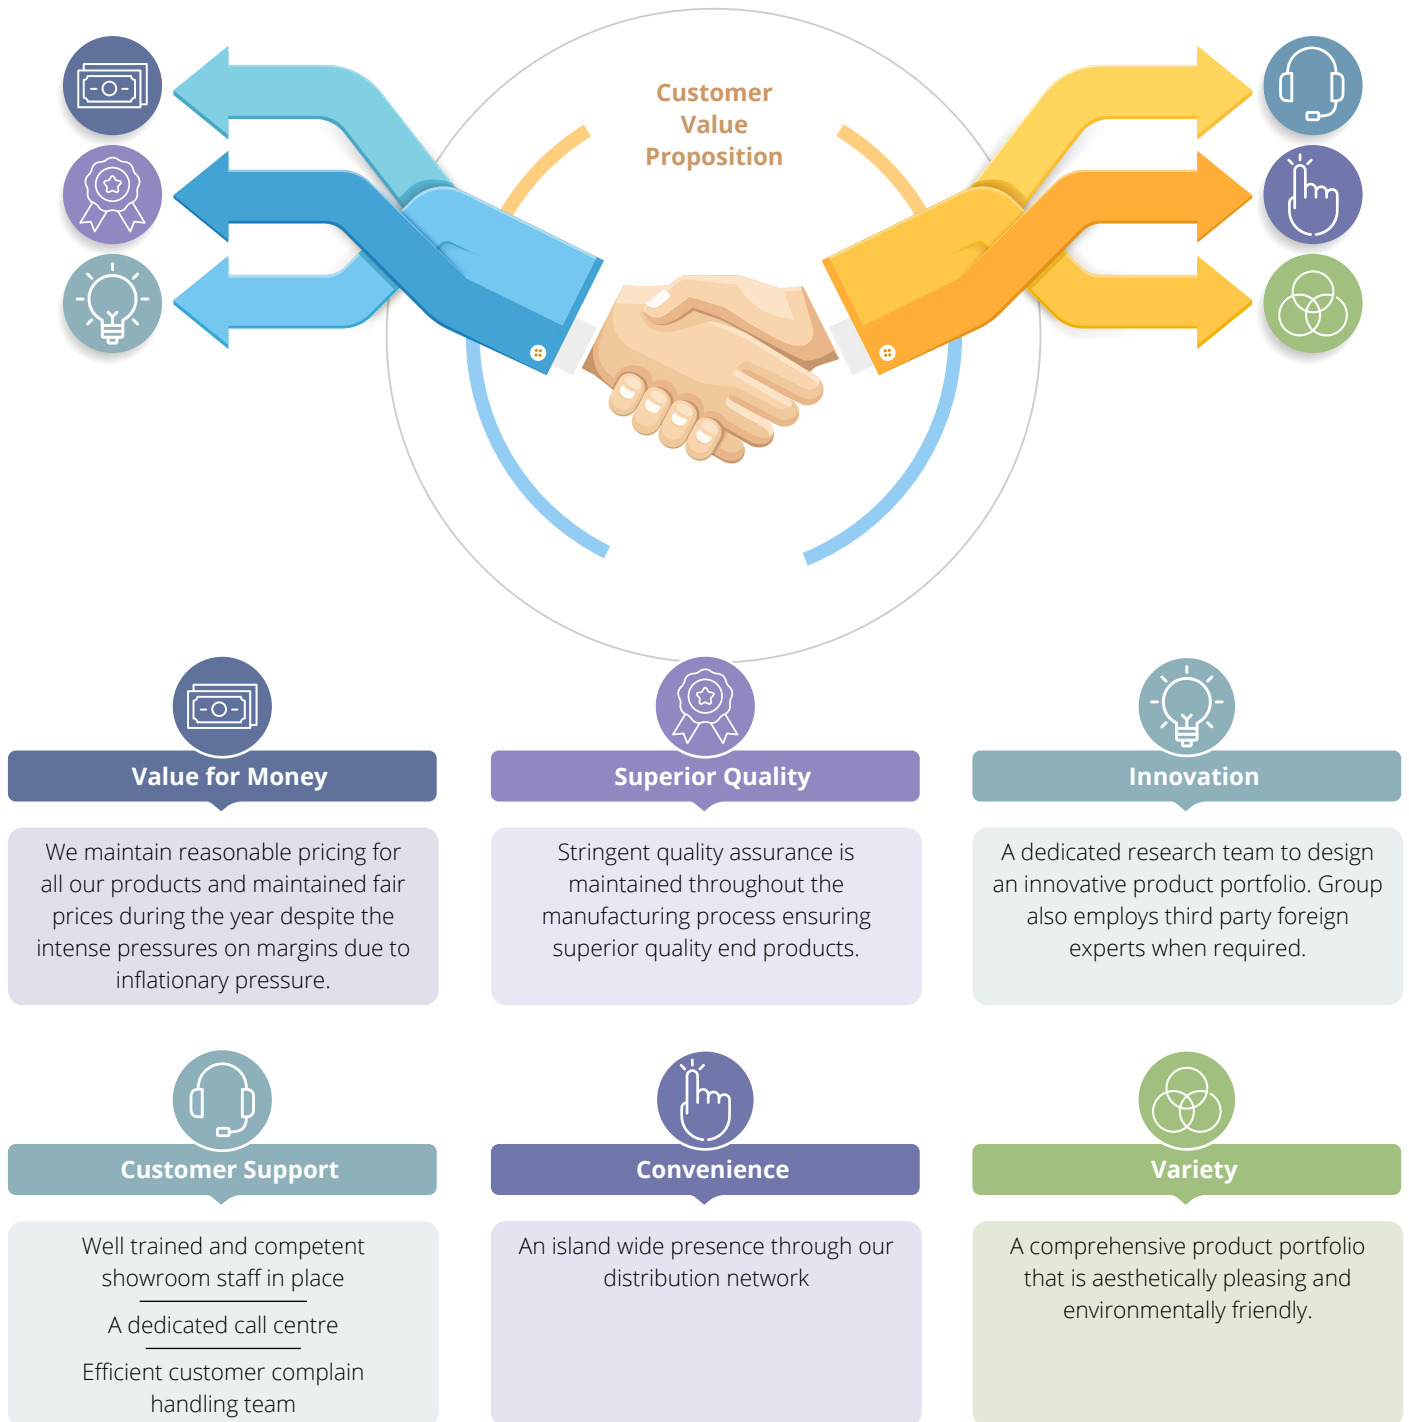 Customer
Value
Proposition
Value for Money
We maintain reasonable pricing for
all our products and maintained fair
prices during the year despite the
intense pressures on margins due to
inflationary pressure.
Superior Quality
Stringent quality assurance is
maintained throughout the
manufacturing process ensuring
superior quality end products.
Innovation
A dedicated research team to design
an innovative product portfolio. Group
also employs third party foreign
experts when required.
Customer Support
Well trained and competent
showroom staff in place
A dedicated call centre
Efficient customer complain
handling team
Convenience
An island wide presence through our
distribution network
Variety
A comprehensive product portfolio
that is aesthetically pleasing and
environmentally friendly.